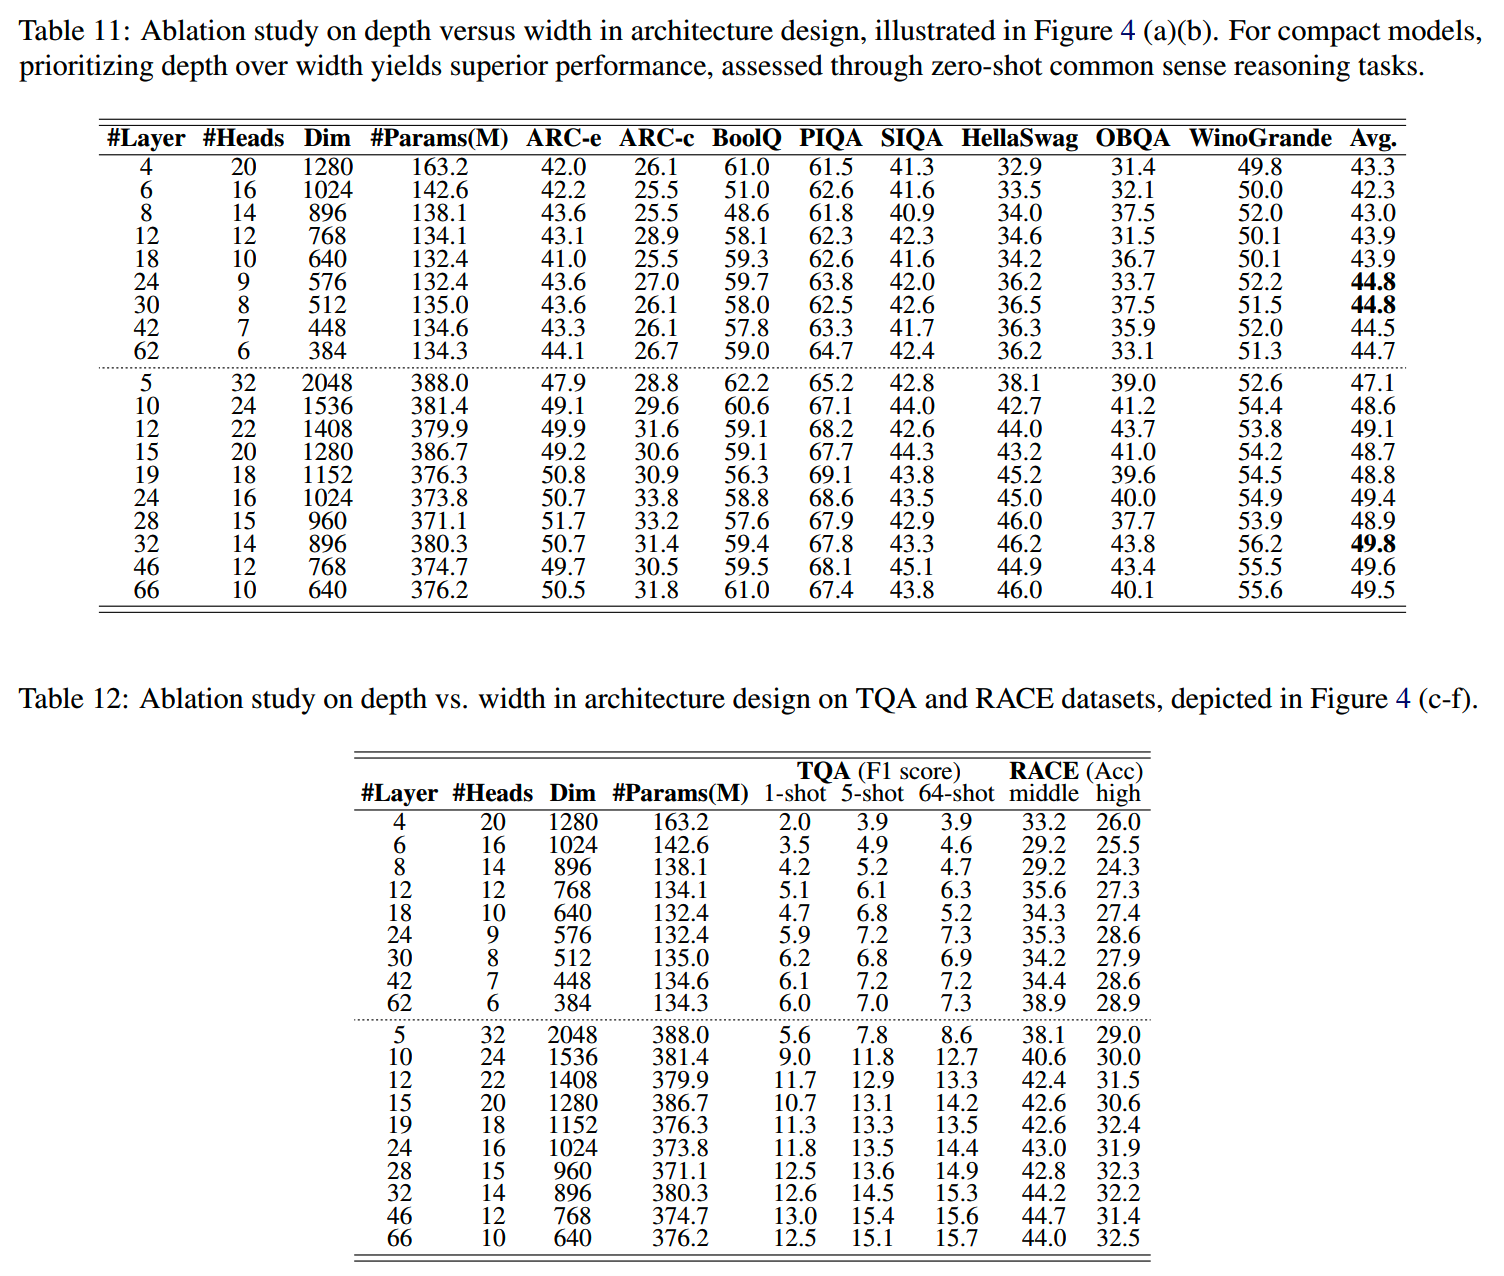 Table 11: Ablation study on depth versus width in architecture design, illustrated in Figure 4 (a)(b). For compact models,
prioritizing depth over width yields superior performance, assessed through zero-shot common sense reasoning tasks.
#Layer #Heads Dim #Params(M) ARC-e ARC-c BoolQ PIQA SIQA HellaSwag OBQA WinoGrande Avg.
4 20 1280 163.2 42.0 26.1 61.0 61.5 41.3 32.9 31.4 49.8 43.3
6 16 1024 142.6 42.2 25.5 51.0 62.6 41.6 33.5 32.1 50.0 42.3
8 14 896 138.1 43.6 25.5 48.6 61.8 40.9 34.0 37.5 52.0 43.0
12 12 768 134.1 43.1 28.9 58.1 62.3 42.3 34.6 31.5 50.1 43.9
18 10 640 132.4 41.0 25.5 59.3 62.6 41.6 34.2 36.7 50.1 43.9
24 9 576 132.4 43.6 27.0 59.7 63.8 42.0 36.2 33.7 52.2 44.8
30 8 512 135.0 43.6 26.1 58.0 62.5 42.6 36.5 37.5 51.5 44.8
42 7 448 134.6 43.3 26.1 57.8 63.3 41.7 36.3 35.9 52.0 44.5
62 6 384 134.3 44.1 26.7 59.0 64.7 42.4 36.2 33.1 51.3 44.7
5 32 2048 388.0 47.9 28.8 62.2 65.2 42.8 38.1 39.0 52.6 47.1
10 24 1536 381.4 49.1 29.6 60.6 67.1 44.0 42.7 41.2 54.4 48.6
12 22 1408 379.9 49.9 31.6 59.1 68.2 42.6 44.0 43.7 53.8 49.1
15 20 1280 386.7 49.2 30.6 59.1 67.7 44.3 43.2 41.0 54.2 48.7
19 18 1152 376.3 50.8 30.9 56.3 69.1 43.8 45.2 39.6 54.5 48.8
24 16 1024 373.8 50.7 33.8 58.8 68.6 43.5 45.0 40.0 54.9 49.4
28 15 960 371.1 51.7 33.2 57.6 67.9 42.9 46.0 37.7 53.9 48.9
32 14 896 380.3 50.7 31.4 59.4 67.8 43.3 46.2 43.8 56.2 49.8
46 12 768 374.7 49.7 30.5 59.5 68.1 45.1 44.9 43.4 55.5 49.6
66 10 640 376.2 50.5 31.8 61.0 67.4 43.8 46.0 40.1 55.6 49.5
Table 12: Ablation study on depth vs. width in architecture design on TQA and RACE datasets, depicted in Figure 4 (c-f).
TQA (F1 score) RACE (Acc)
#Layer #Heads Dim #Params(M) 1-shot 5-shot 64-shot middle high
4 20 1280 163.2 2.0 3.9 3.9 33.2 26.0
6 16 1024 142.6 3.5 4.9 4.6 29.2 25.5
8 14 896 138.1 4.2 5.2 4.7 29.2 24.3
12 12 768 134.1 5.1 6.1 6.3 35.6 27.3
18 10 640 132.4 4.7 6.8 5.2 34.3 27.4
24 9 576 132.4 5.9 7.2 7.3 35.3 28.6
30 8 512 135.0 6.2 6.8 6.9 34.2 27.9
42 7 448 134.6 6.1 7.2 7.2 34.4 28.6
62 6 384 134.3 6.0 7.0 7.3 38.9 28.9
5 32 2048 388.0 5.6 7.8 8.6 38.1 29.0
10 24 1536 381.4 9.0 11.8 12.7 40.6 30.0
12 22 1408 379.9 11.7 12.9 13.3 42.4 31.5
15 20 1280 386.7 10.7 13.1 14.2 42.6 30.6
19 18 1152 376.3 11.3 13.3 13.5 42.6 32.4
24 16 1024 373.8 11.8 13.5 14.4 43.0 31.9
28 15 960 371.1 12.5 13.6 14.9 42.8 32.3
32 14 896 380.3 12.6 14.5 15.3 44.2 32.2
46 12 768 374.7 13.0 15.4 15.6 44.7 31.4
66 10 640 376.2 12.5 15.1 15.7 44.0 32.5